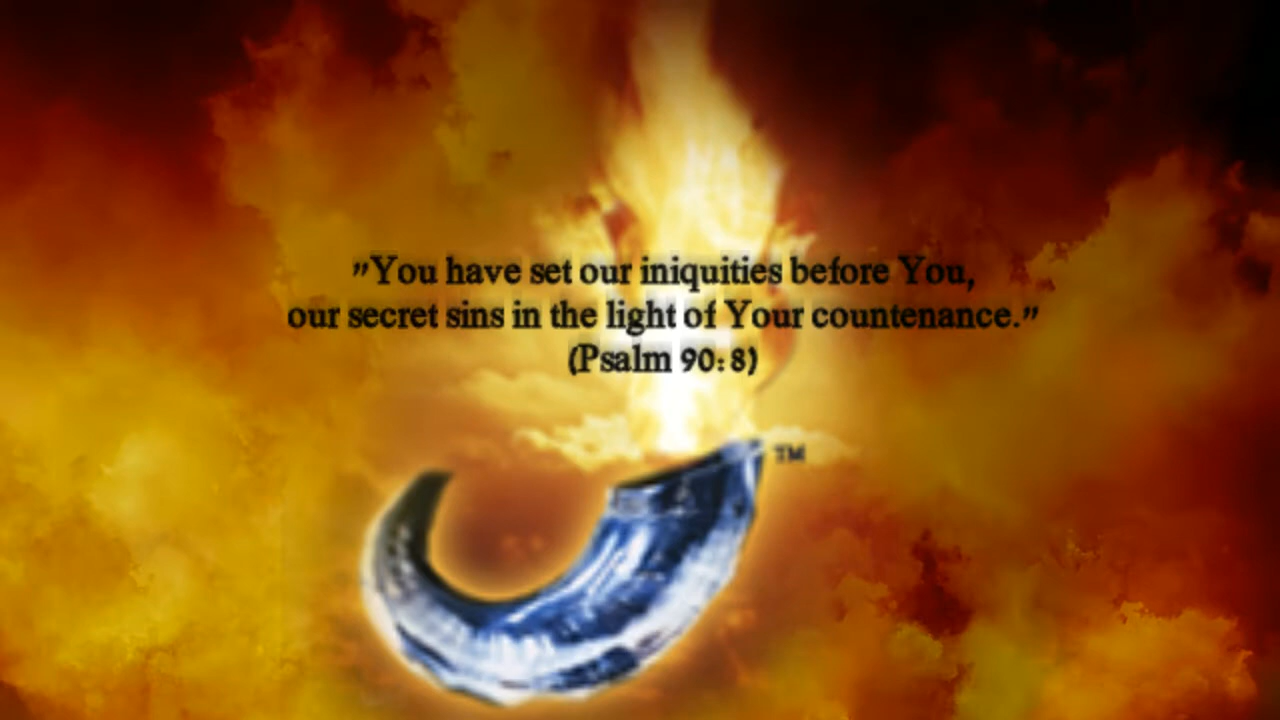 "You have set our iniquities before You,
our secret sins in the light of Your countenance."
(Psalm 90:8)
TM